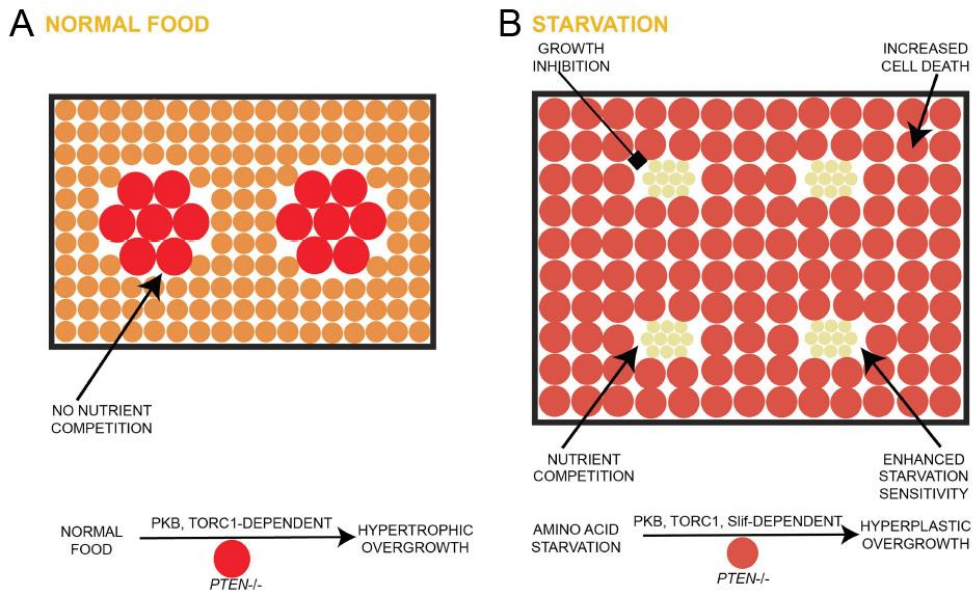 A NORMAL FOOD
NO NUTRIENT
COMPETITION
NORMAL
FOOD
PKB, TORC1-DEPENDENT
HYPERTROPHIC
OVERGROWTH
PTEN-/-
B STARVATION
GROWTH
INHIBITION
INCREASED
CELL DEATH
NUTRIENT
COMPETITION
ENHANCED
STARVATION
SENSITIVITY
AMINO ACID
STARVATION
PKB, TORC1, Slif-DEPENDENT
HYPERPLASTIC
OVERGROWTH
PTEN-/-